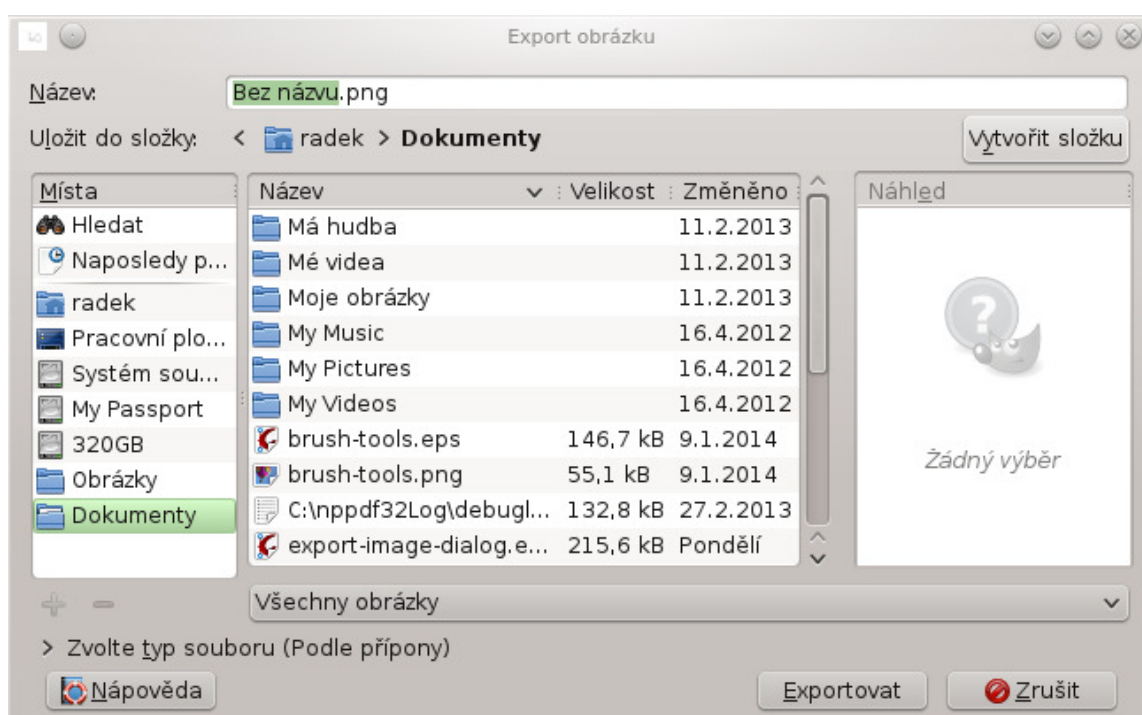 Export obrázku
Název: Bez názvu.png
Uložit do složky: < radek > Dokumenty Vytvořit složku
Místa
Hledat
Naposledy p...
radek
Pracovní plo...
Systém sou...
My Passport
320GB
Obrázky
Dokumenty
Název Velikost Změněno
Má hudba 11.2.2013
Mé videa 11.2.2013
Moje obrázky 11.2.2013
My Music 16.4.2012
My Pictures 16.4.2012
My Videos 16.4.2012
brush-tools.eps 146,7 kB 9.1.2014
brush-tools.png 55,1 kB 9.1.2014
C:\nppdf32Log\debugl... 132,8 kB 27.2.2013
export-image-dialog.e... 215,6 kB Pondělí
Náhled
Žádný výběr
Všechny obrázky
> Zvolte typ souboru (Podle přípony)
Nápověda Exportovat Zrušit